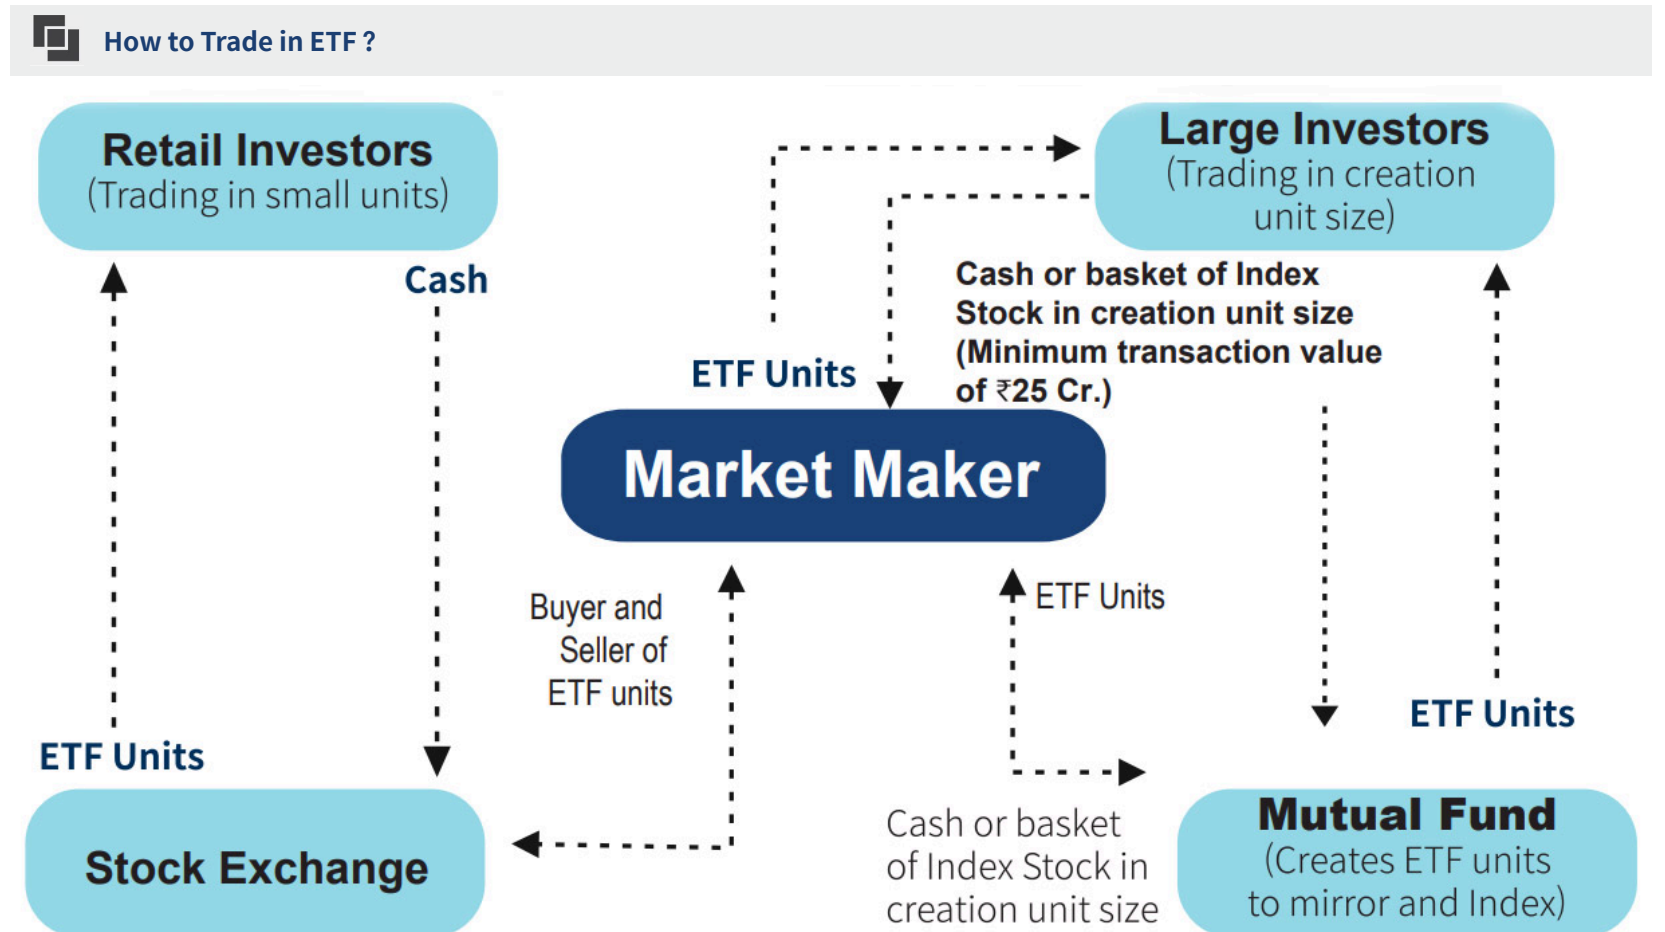 How to Trade in ETF ?
Retail Investors
(Trading in small units)
Large Investors
(Trading in creation
unit size)
Cash
Cash or basket of Index
Stock in creation unit size
(Minimum transaction value
of ₹25 Cr.)
ETF Units
Market Maker
Buyer and
Seller of
ETF units
ETF Units
ETF Units
ETF Units
Stock Exchange
Cash or basket
of Index Stock in
creation unit size
Mutual Fund
(Creates ETF units
to mirror and Index)